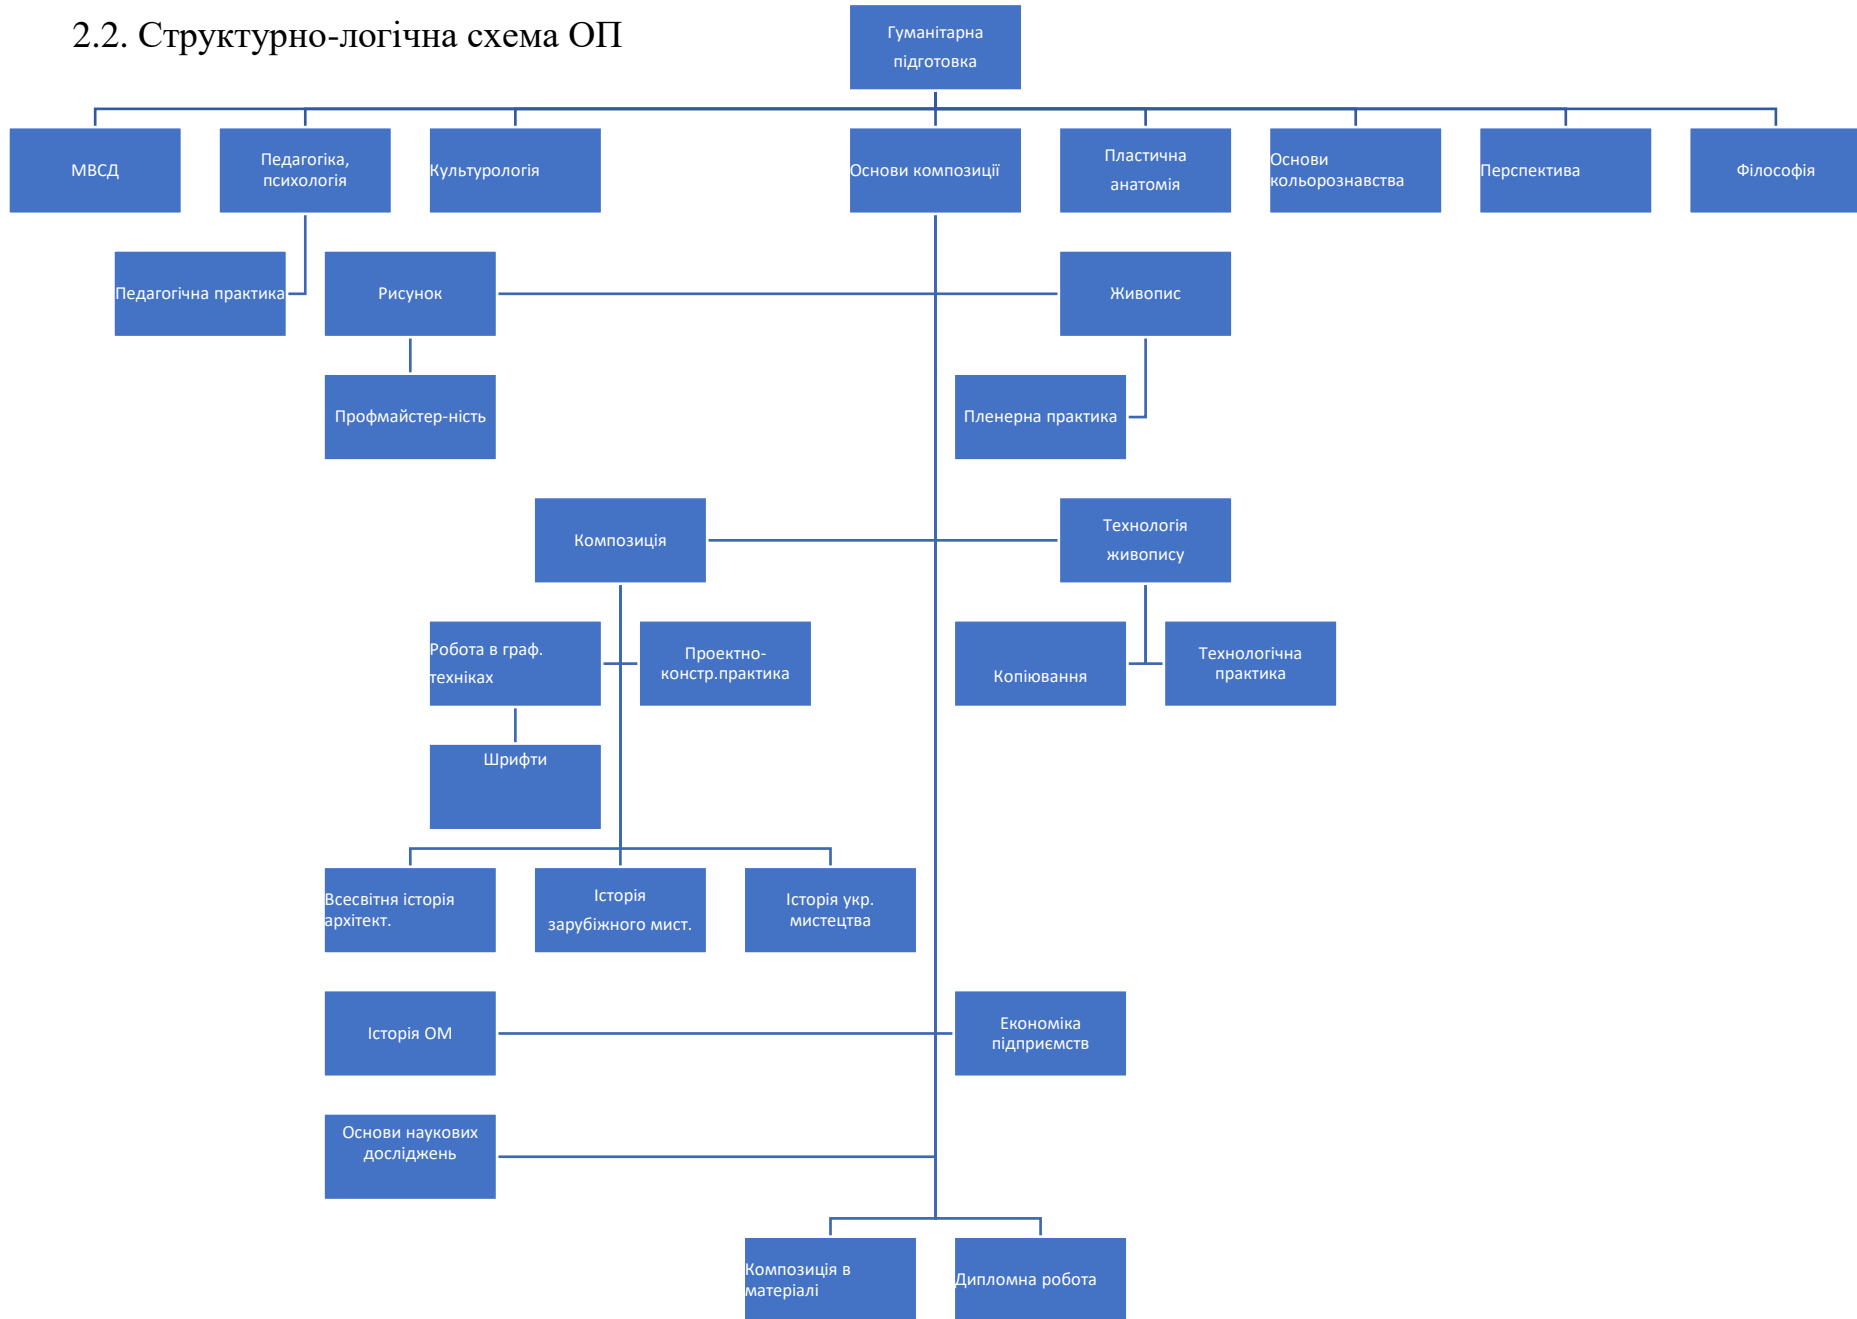 2.2. Структурно-логічна схема ОП
Гуманітарна
підготовка
МВСД
Педагогіка,
психологія
Культурологія
Основи композиції
Пластична
анатомія
Основи
кольорознавства
Перспектива
Філософія
Педагогічна практика
Рисунок
Живопис
Профмайстер-ність
Пленерна практика
Композиція
Технологія
живопису
Робота в граф.
техніках
Проектно-
констр.практика
Копіювання
Технологічна
практика
Шрифти
Всесвітня історія
архітект.
Історія
зарубіжного мист.
Історія укр.
мистецтва
Історія ОМ
Економіка
підприємств
Основи наукових
досліджень
Композиція в
матеріалі
Дипломна робота